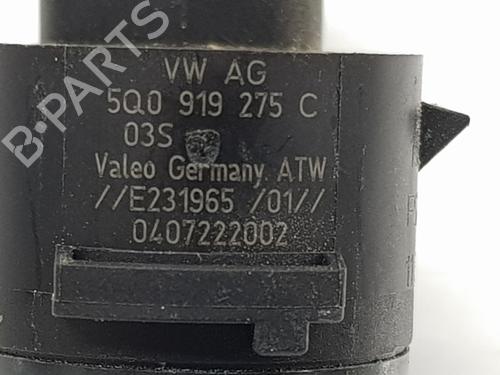 VW AG
5Q0 919 275 C
03S
Valeo Germany ATW
//E231965 /01//
0407222002
B-PARTS